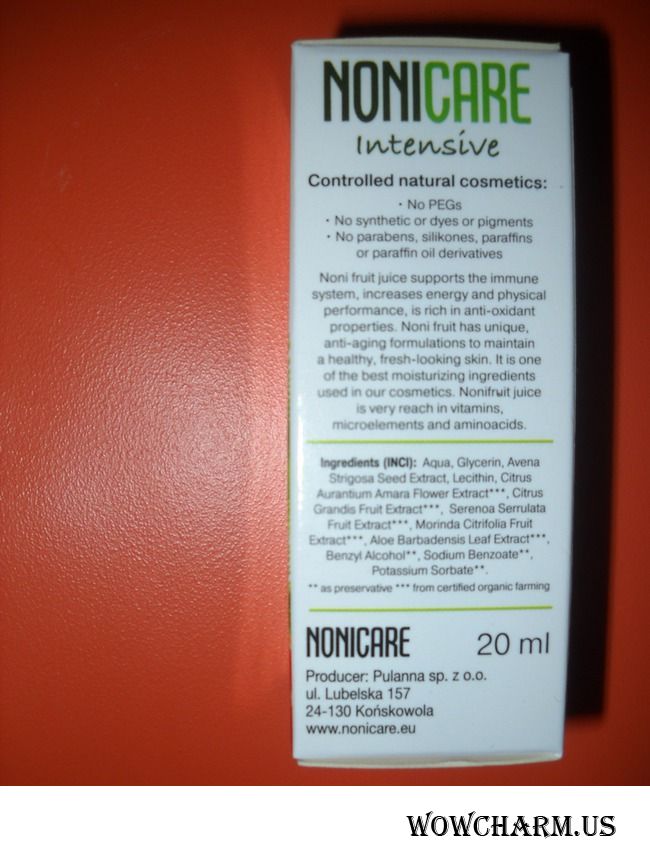 NONICARE
Intensive
Controlled natural cosmetics:
• No PEGs
• No synthetic or dyes or pigments
• No parabens, silikones, paraffins
or paraffin oil derivatives
Noni fruit juice supports the immune
system, increases energy and physical
performance, is rich in anti-oxidant
properties. Noni fruit has unique,
anti-aging formulations to maintain
a healthy, fresh-looking skin. It is one
of the best moisturizing ingredients
used in our cosmetics. Nonifruit juice
is very reach in vitamins,
microelements and aminoacids.
Ingredients (INCI): Aqua, Glycerin, Avena
Strigosa Seed Extract, Lecithin, Citrus
Aurantium Amara Flower Extract***, Citrus
Grandis Fruit Extract***, Serenoa Serrulata
Fruit Extract***, Morinda Citrifolia Fruit
Extract***, Aloe Barbadensis Leaf Extract***,
Benzyl Alcohol**, Sodium Benzoate**,
Potassium Sorbate**.
** as preservative *** from certified organic farming
NONICARE 20 ml
Producer: Pulanna sp. z o.o.
ul. Lubelska 157
24-130 Końskowola
www.nonicare.eu
WOWCHARM.US